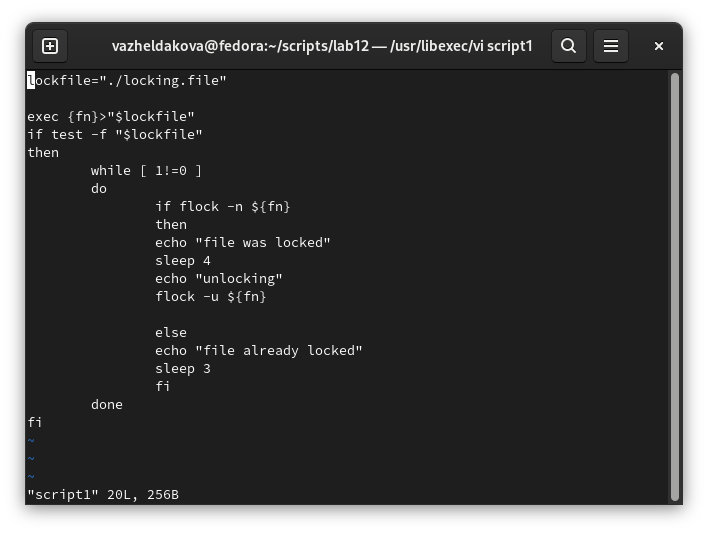 vazheldakova@fedora:~/scripts/lab12 — /usr/libexec/vi script1
lockfile="./locking.file"

exec {fn}>"$lockfile"
if test -f "$lockfile"
then
        while [ 1!=0 ]
        do
                if flock -n ${fn}
                then
                echo "file was locked"
                sleep 4
                echo "unlocking"
                flock -u ${fn}

                else
                echo "file already locked"
                sleep 3
                fi
        done
fi
~
~
~
"script1" 20L, 256B